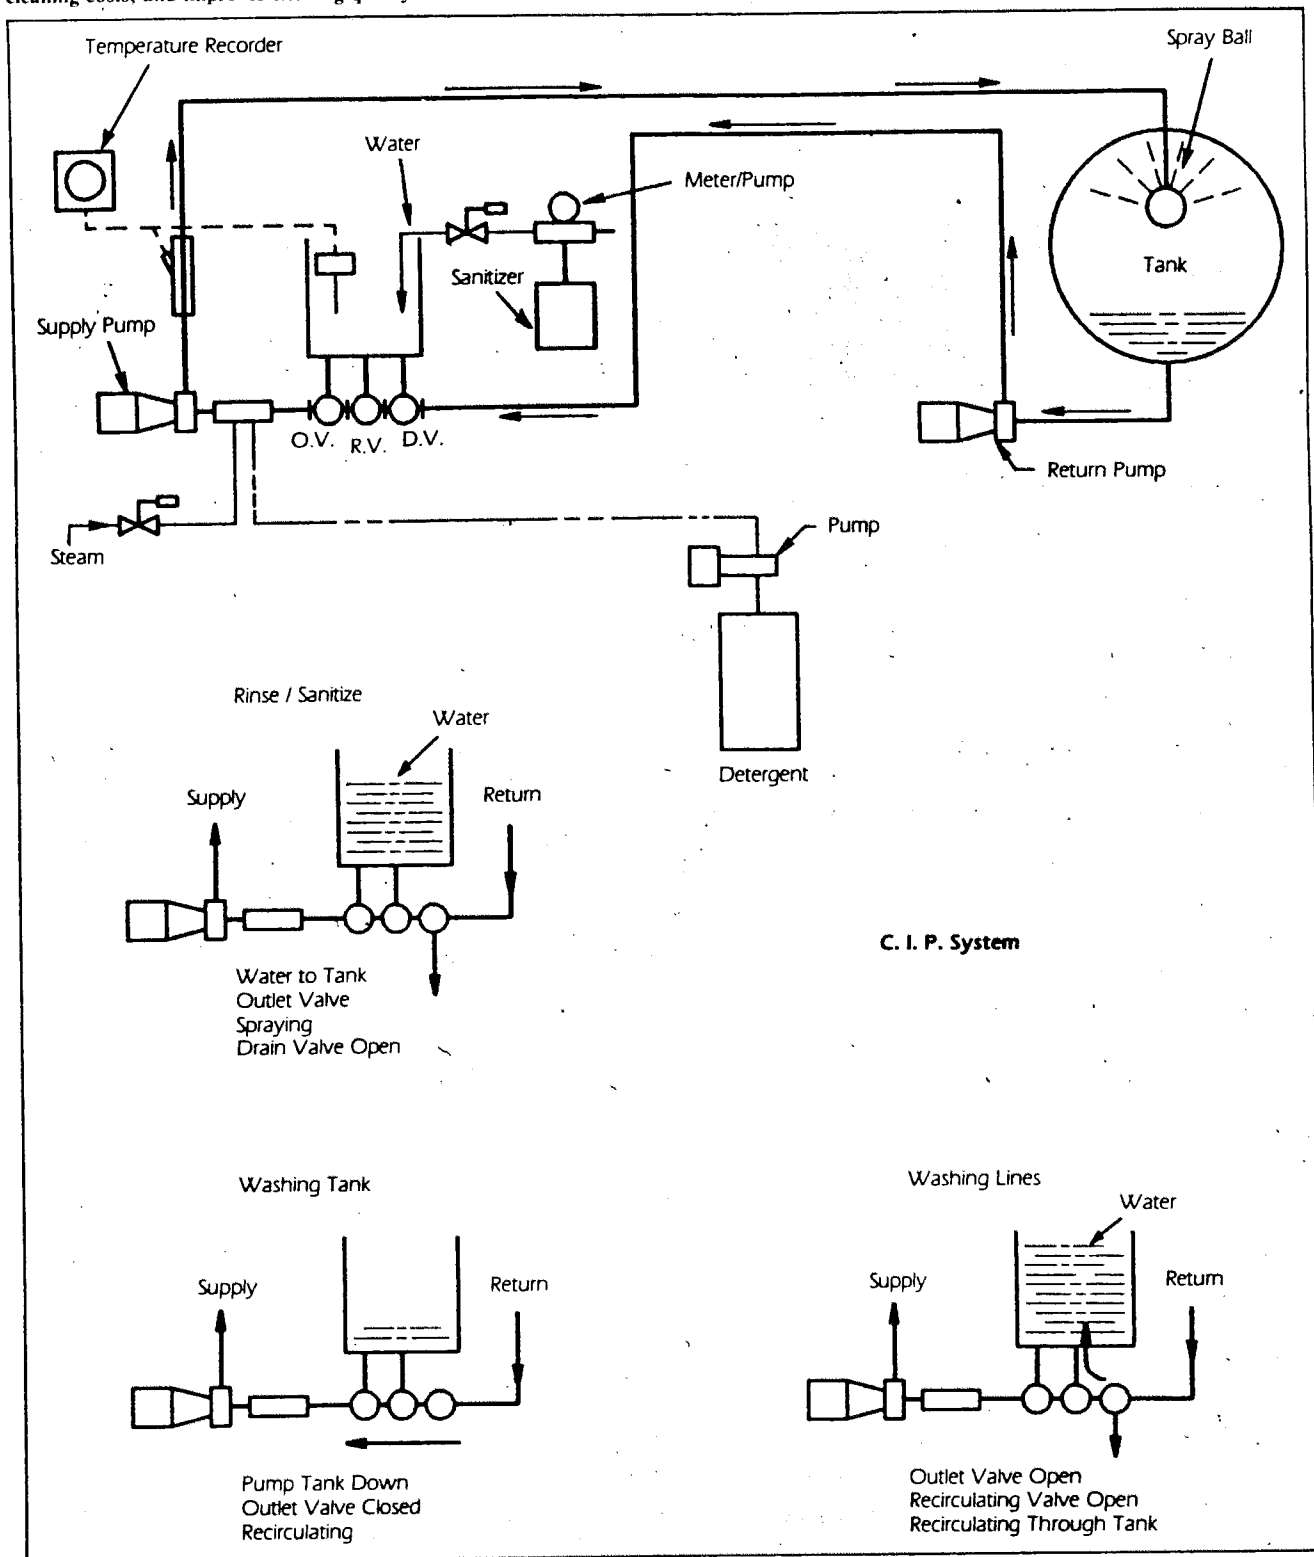 Temperature Recorder
Spray Ball
Water
Meter/Pump
Sanitizer
Tank
Supply Pump
O.V.
R.V.
D.V.
Return Pump
Steam
Pump
Detergent
Rinse / Sanitize
Water
Supply
Return
Water to Tank
Outlet Valve
Spraying
Drain Valve Open
C. I. P. System
Washing Tank
Supply
Return
Pump Tank Down
Outlet Valve Closed
Recirculating
Washing Lines
Water
Supply
Return
Outlet Valve Open
Recirculating Valve Open
Recirculating Through Tank